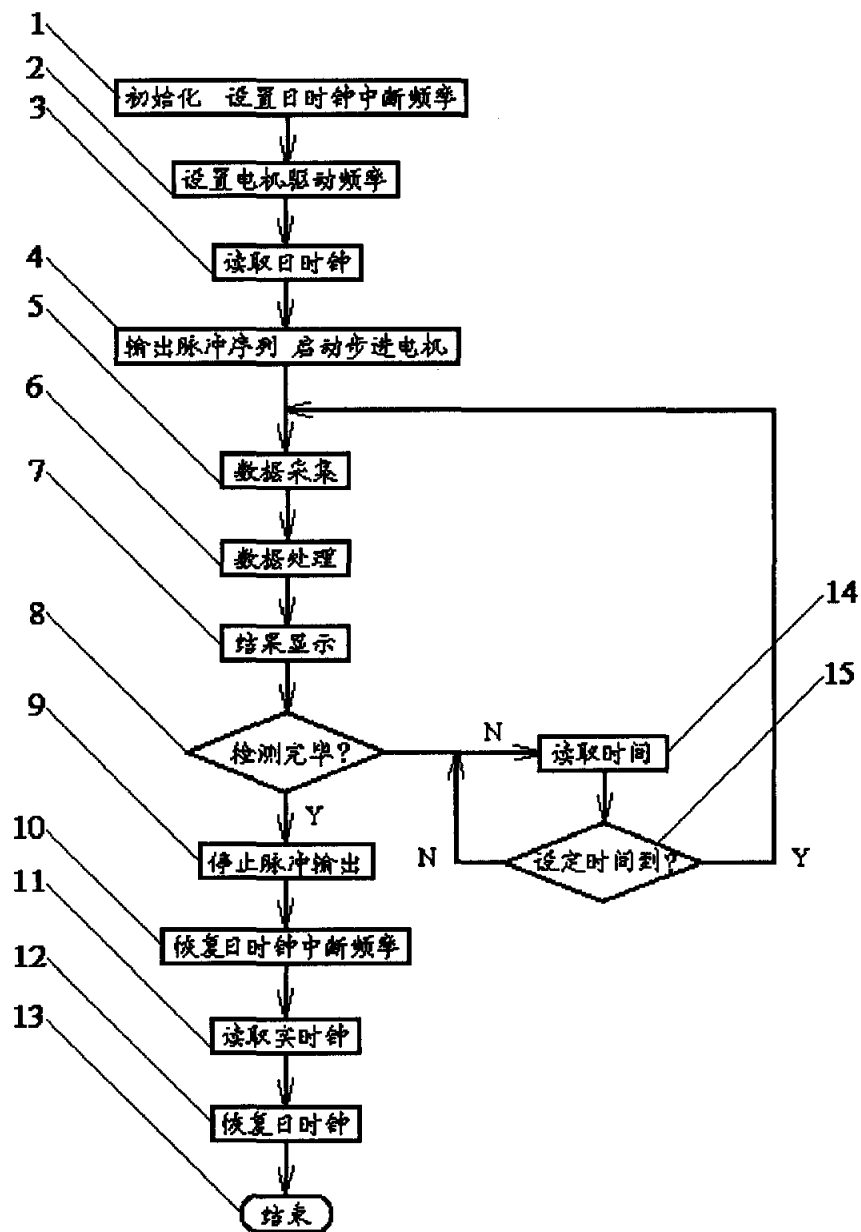 1
初始化 设置日时钟中断频率
2
设置电机驱动频率
3
读取日时钟
4
输出脉冲序列 启动步进电机
5
数据采集
6
数据处理
7
结果显示
8
检测完毕?
N
读取时间
14
15
设定时间到?
N
Y
Y
9
停止脉冲输出
10
恢复日时钟中断频率
11
读取实时钟
12
恢复日时钟
13
结束